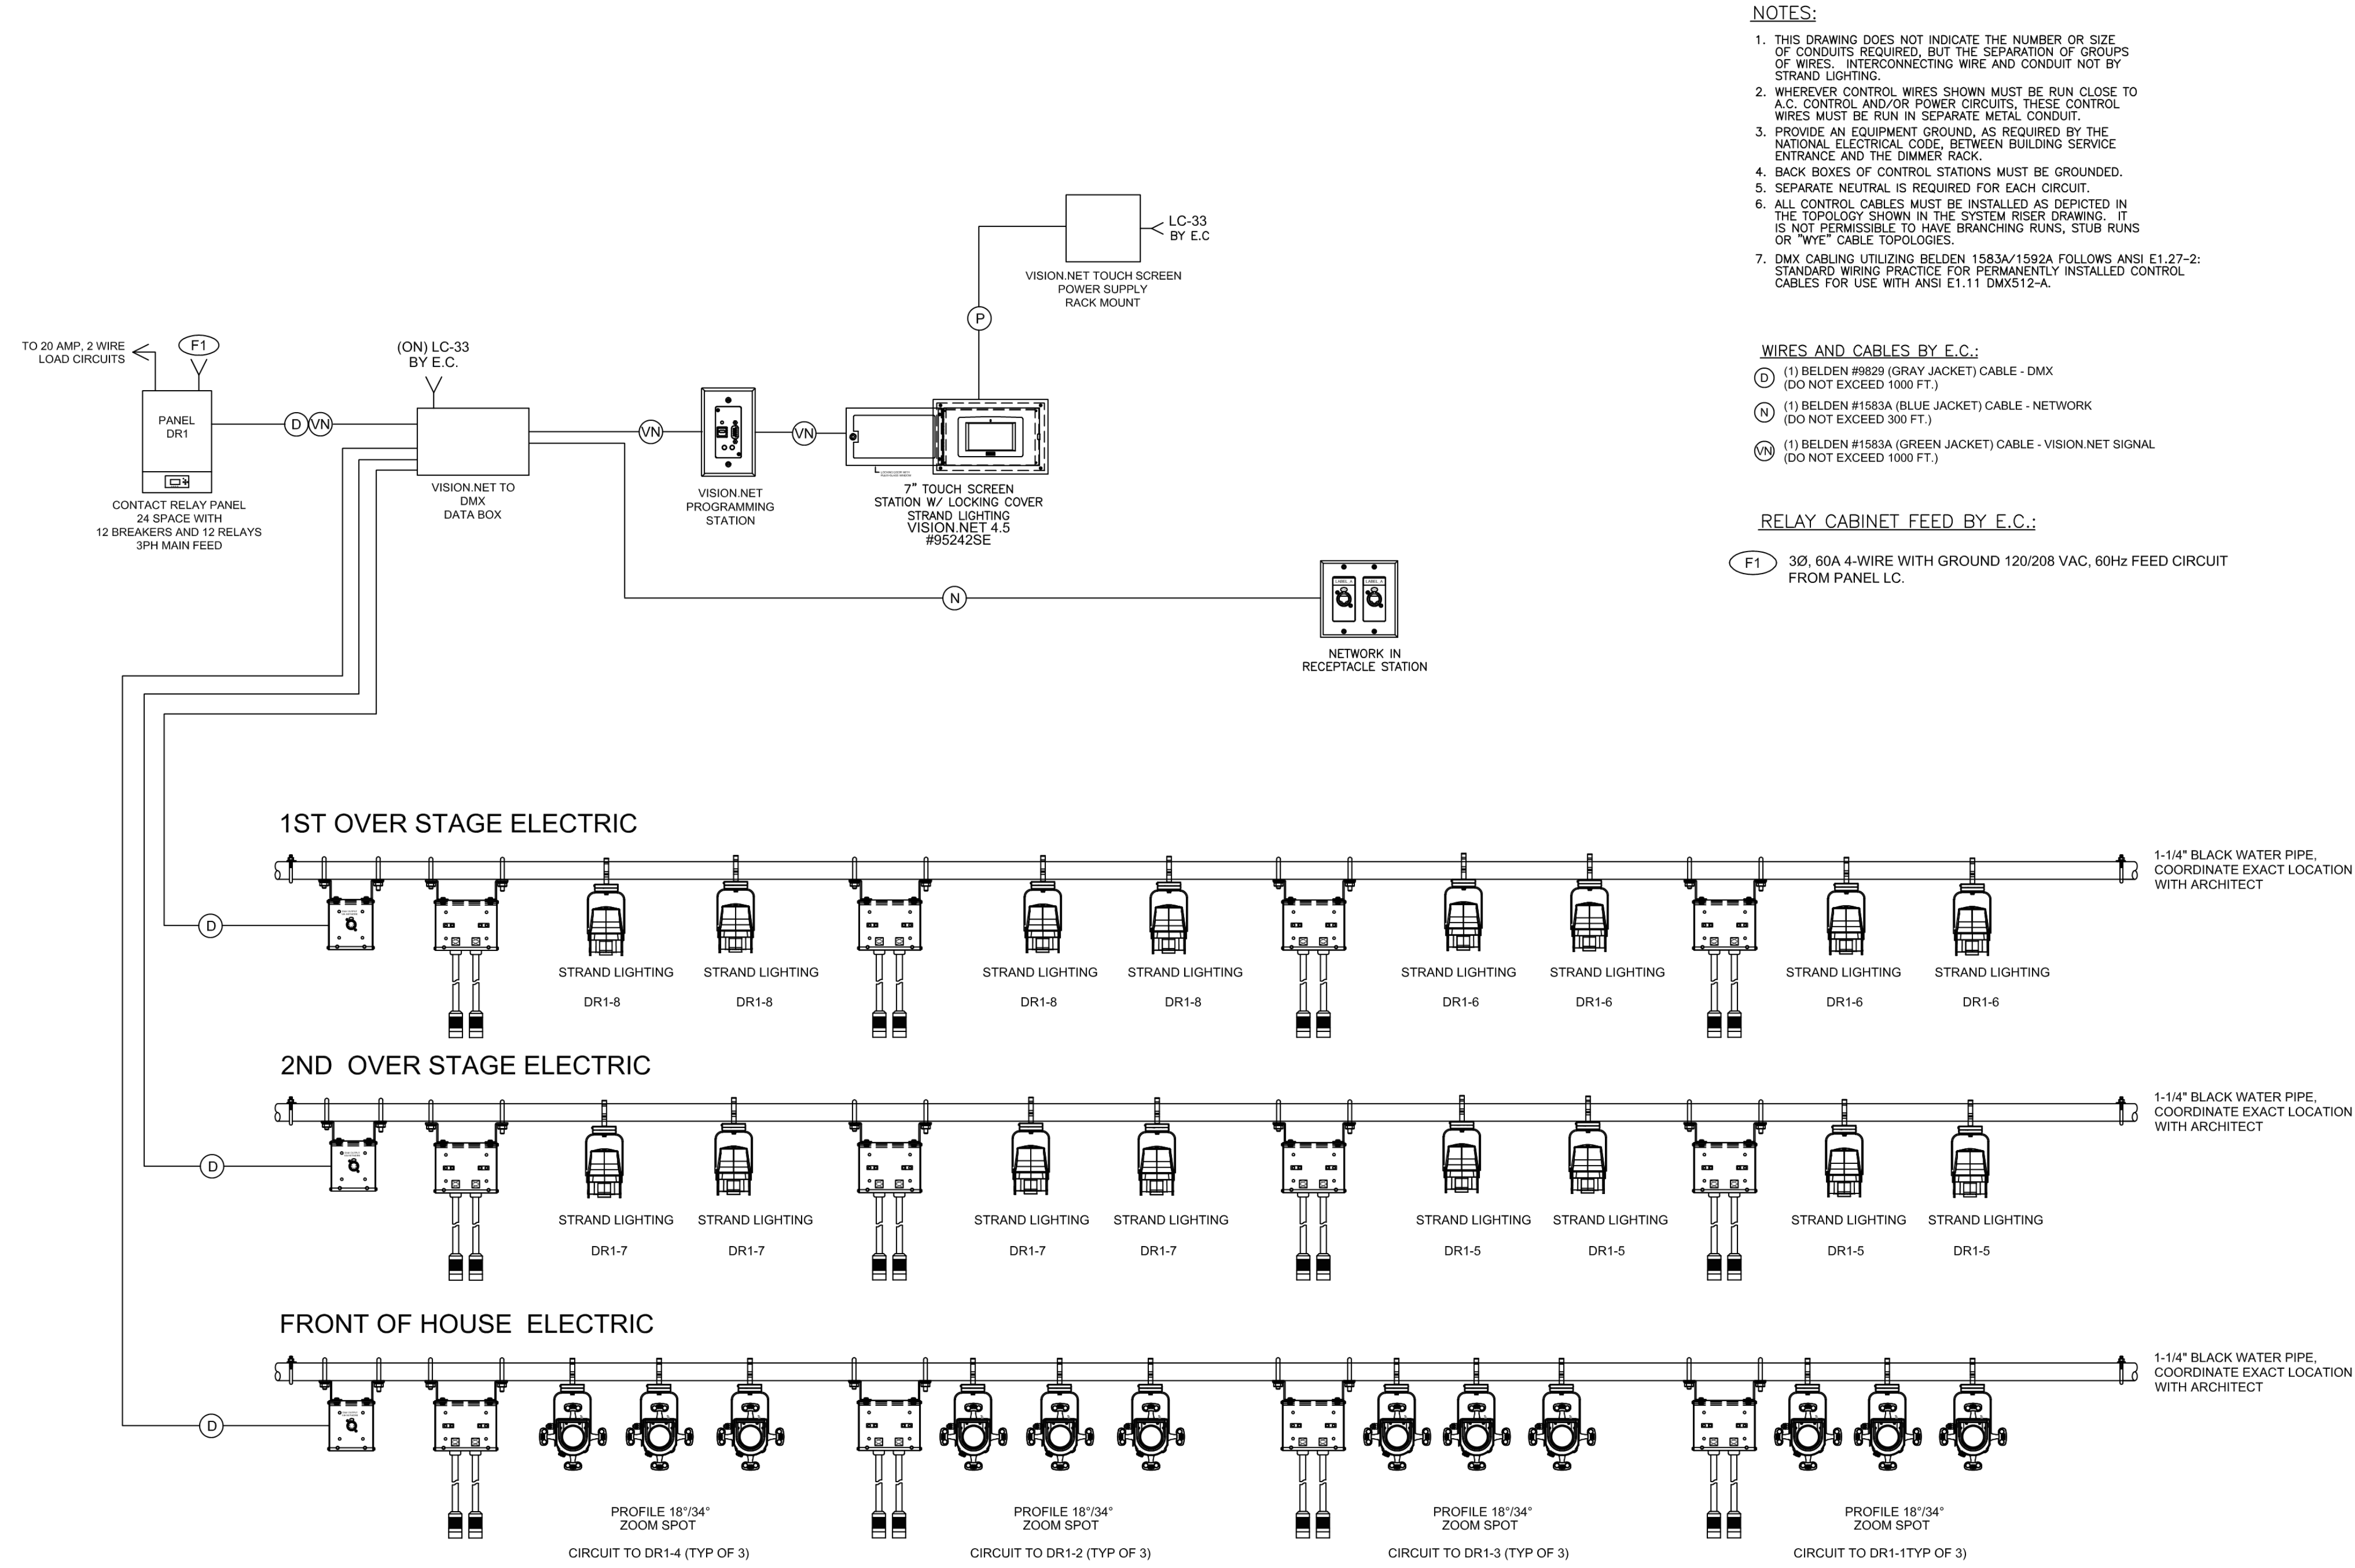 NOTES:
1. THIS DRAWING DOES NOT INDICATE THE NUMBER OR SIZE
OF CONDUITS REQUIRED, BUT THE SEPARATION OF GROUPS
OF WIRES. INTERCONNECTING WIRE AND CONDUIT NOT BY
STRAND LIGHTING.
2. WHEREVER CONTROL WIRES SHOWN MUST BE RUN CLOSE TO
A.C. CONTROL AND/OR POWER CIRCUITS, THESE CONTROL
WIRES MUST BE RUN IN SEPARATE METAL CONDUIT.
3. PROVIDE AN EQUIPMENT GROUND, AS REQUIRED BY THE
NATIONAL ELECTRICAL CODE, BETWEEN BUILDING SERVICE
ENTRANCE AND THE DIMMER RACK.
4. BACK BOXES OF CONTROL STATIONS MUST BE GROUNDED.
5. SEPARATE NEUTRAL IS REQUIRED FOR EACH CIRCUIT.
6. ALL CONTROL CABLES MUST BE INSTALLED AS DEPICTED IN
THE TOPOLOGY SHOWN IN THE SYSTEM RISER DRAWING. IT
IS NOT PERMISSIBLE TO HAVE BRANCHING RUNS, STUB RUNS
OR "WYE" CABLE TOPOLOGIES.
7. DMX CABLING UTILIZING BELDEN 1583A/1592A FOLLOWS ANSI E1.27-2:
STANDARD WIRING PRACTICE FOR PERMANENTLY INSTALLED CONTROL
CABLES FOR USE WITH ANSI E1.11 DMX512-A.
WIRES AND CABLES BY E.C.:
D (1) BELDEN #9829 (GRAY JACKET) CABLE - DMX
(DO NOT EXCEED 1000 FT.)
N (1) BELDEN #1583A (BLUE JACKET) CABLE - NETWORK
(DO NOT EXCEED 300 FT.)
VN (1) BELDEN #1583A (GREEN JACKET) CABLE - VISION.NET SIGNAL
(DO NOT EXCEED 1000 FT.)
RELAY CABINET FEED BY E.C.:
F1 3Ø, 60A 4-WIRE WITH GROUND 120/208 VAC, 60Hz FEED CIRCUIT
FROM PANEL LC.
LC-33
BY E.C
VISION.NET TOUCH SCREEN
POWER SUPPLY
RACK MOUNT
P
TO 20 AMP, 2 WIRE
LOAD CIRCUITS
F1
(ON) LC-33
BY E.C.
PANEL
DR1
D VN
VN
VN
CONTACT RELAY PANEL
24 SPACE WITH
12 BREAKERS AND 12 RELAYS
3PH MAIN FEED
VISION.NET TO
DMX
DATA BOX
VISION.NET
PROGRAMMING
STATION
7" TOUCH SCREEN
STATION W/ LOCKING COVER
STRAND LIGHTING
VISION.NET 4.5
#95242SE
N
LABEL_A LABEL_A
NETWORK IN
RECEPTACLE STATION
1ST OVER STAGE ELECTRIC
1-1/4" BLACK WATER PIPE,
COORDINATE EXACT LOCATION
WITH ARCHITECT
D
STRAND LIGHTING STRAND LIGHTING STRAND LIGHTING STRAND LIGHTING STRAND LIGHTING STRAND LIGHTING STRAND LIGHTING STRAND LIGHTING
DR1-8 DR1-8 DR1-8 DR1-8 DR1-6 DR1-6 DR1-6 DR1-6
2ND OVER STAGE ELECTRIC
1-1/4" BLACK WATER PIPE,
COORDINATE EXACT LOCATION
WITH ARCHITECT
D
STRAND LIGHTING STRAND LIGHTING STRAND LIGHTING STRAND LIGHTING STRAND LIGHTING STRAND LIGHTING STRAND LIGHTING STRAND LIGHTING
DR1-7 DR1-7 DR1-7 DR1-7 DR1-5 DR1-5 DR1-5 DR1-5
FRONT OF HOUSE ELECTRIC
1-1/4" BLACK WATER PIPE,
COORDINATE EXACT LOCATION
WITH ARCHITECT
D
PROFILE 18°/34° PROFILE 18°/34° PROFILE 18°/34° PROFILE 18°/34°
ZOOM SPOT ZOOM SPOT ZOOM SPOT ZOOM SPOT
CIRCUIT TO DR1-4 (TYP OF 3) CIRCUIT TO DR1-2 (TYP OF 3) CIRCUIT TO DR1-3 (TYP OF 3) CIRCUIT TO DR1-1TYP OF 3)